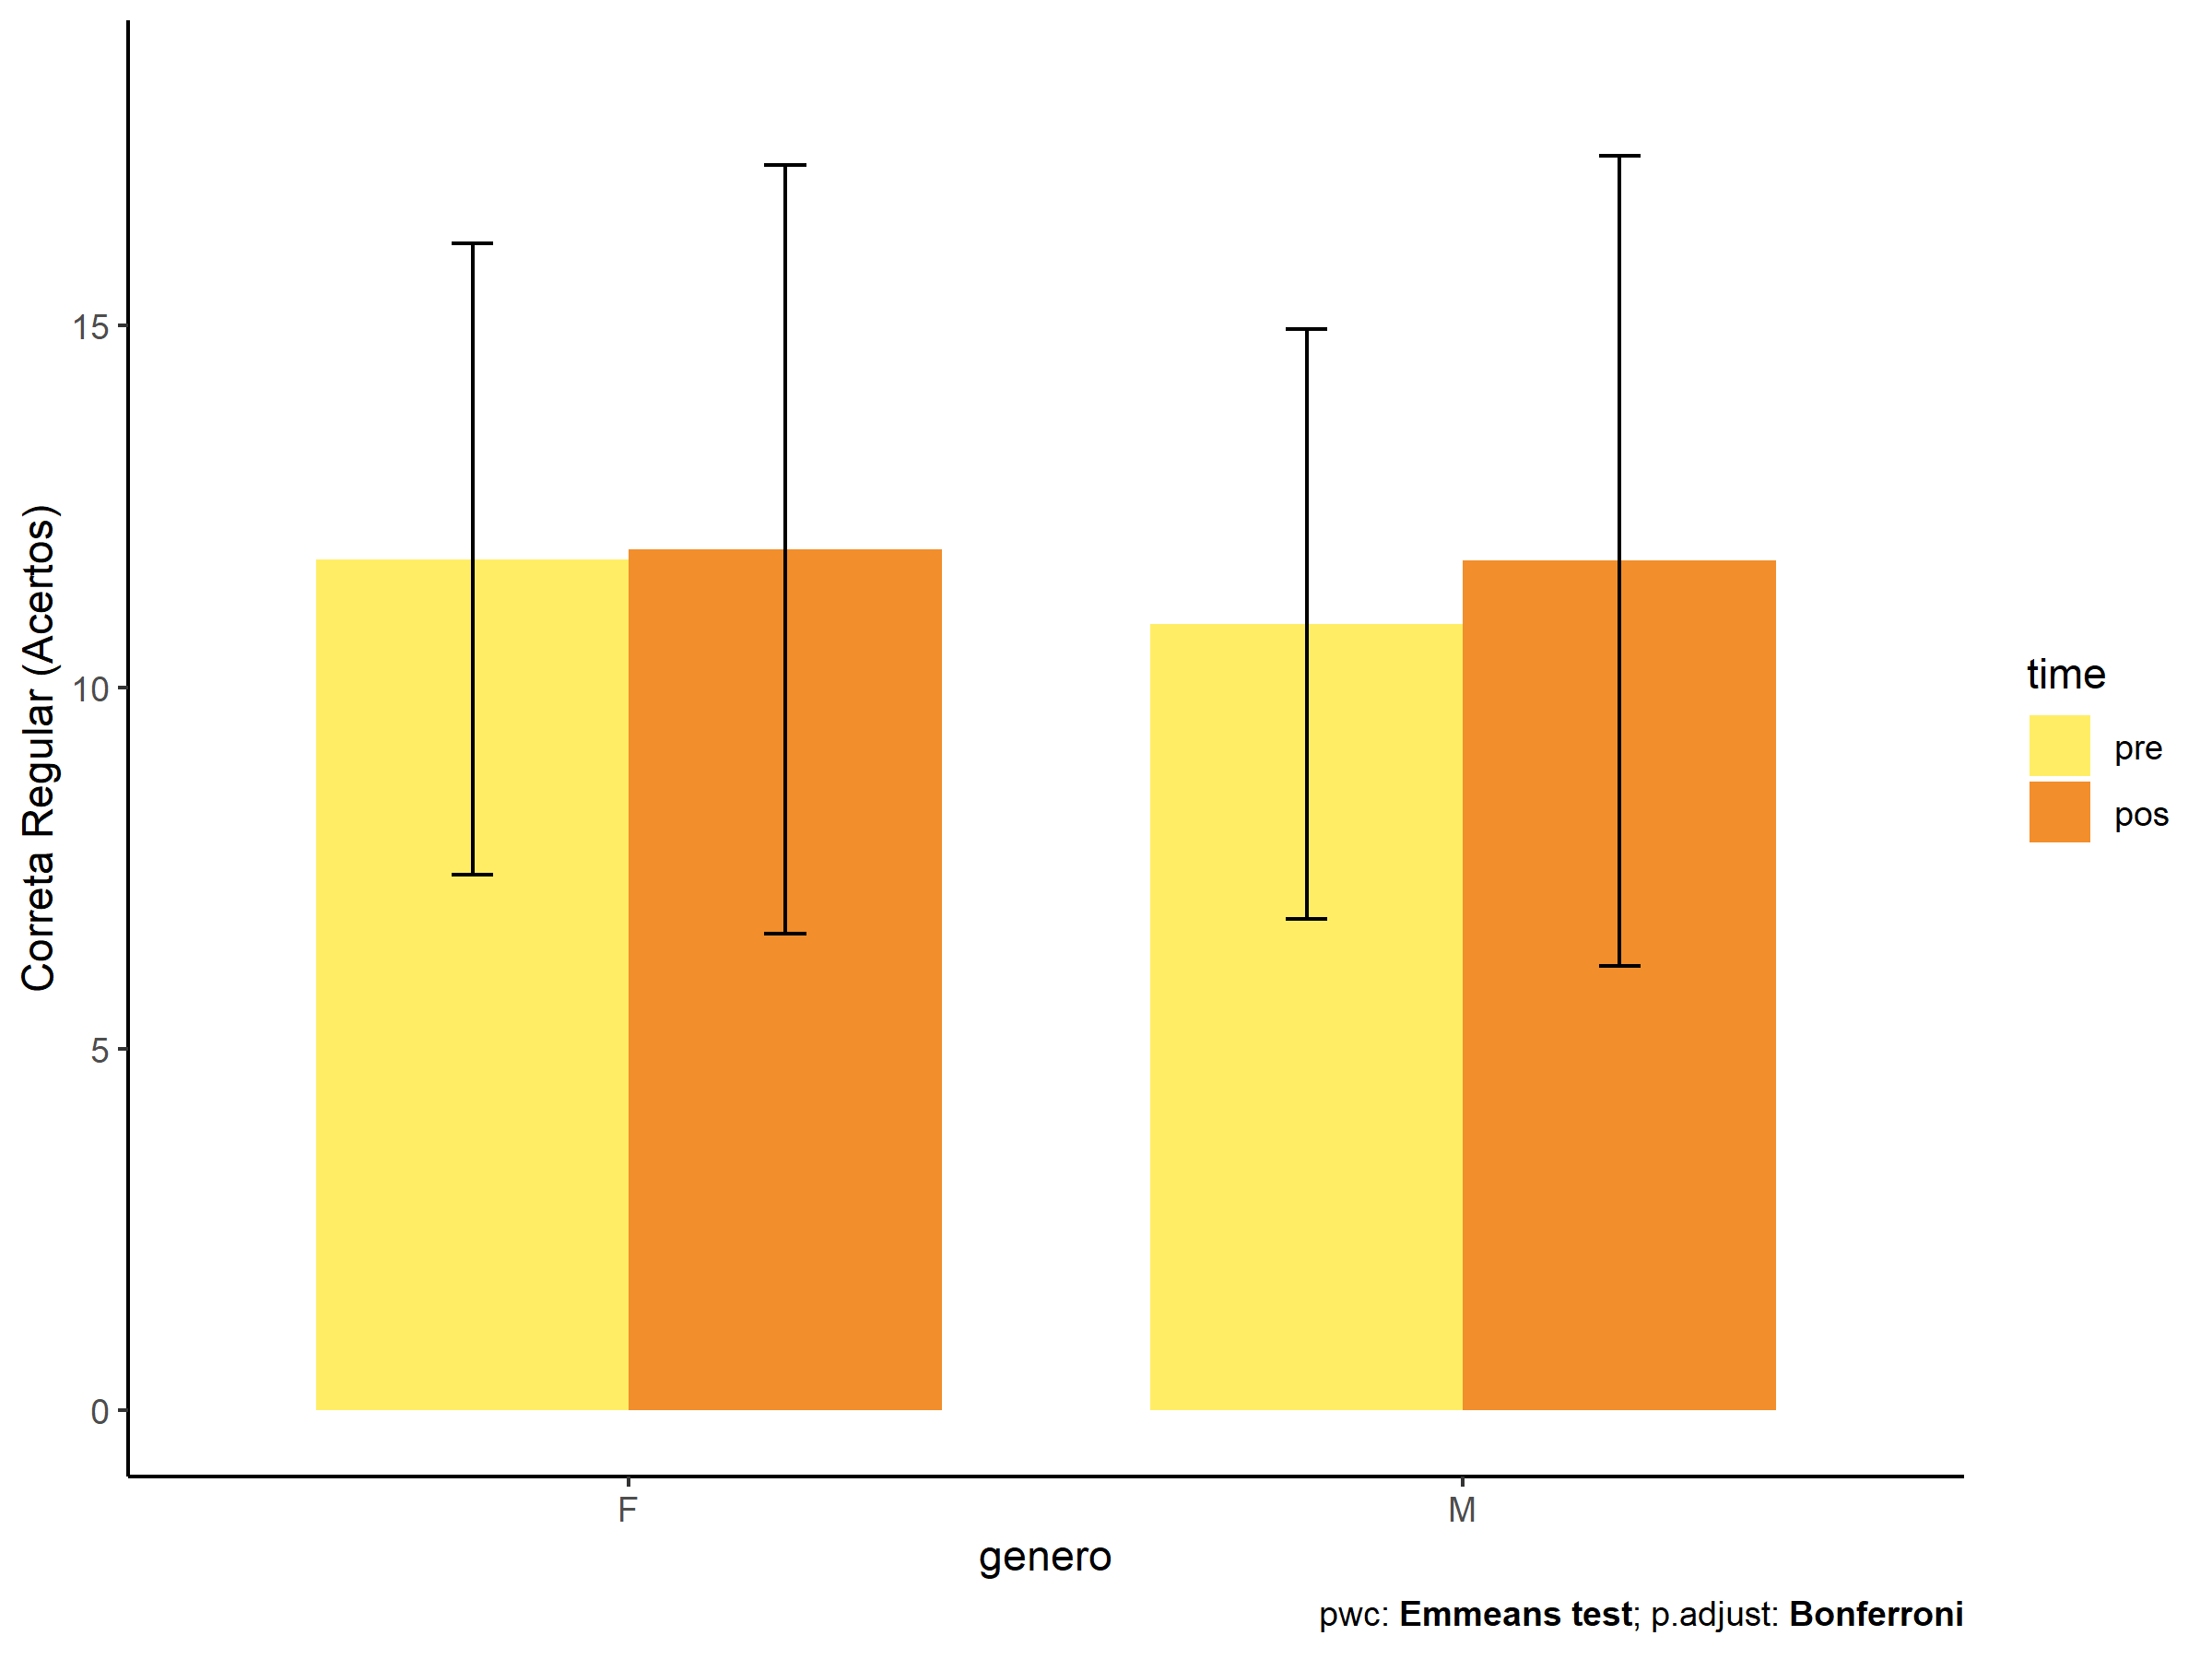 Correta Regular (Acertos)
15
10
5
0
F
M
genero
time
pre
pos
pwc: Emmeans test; p.adjust: Bonferroni